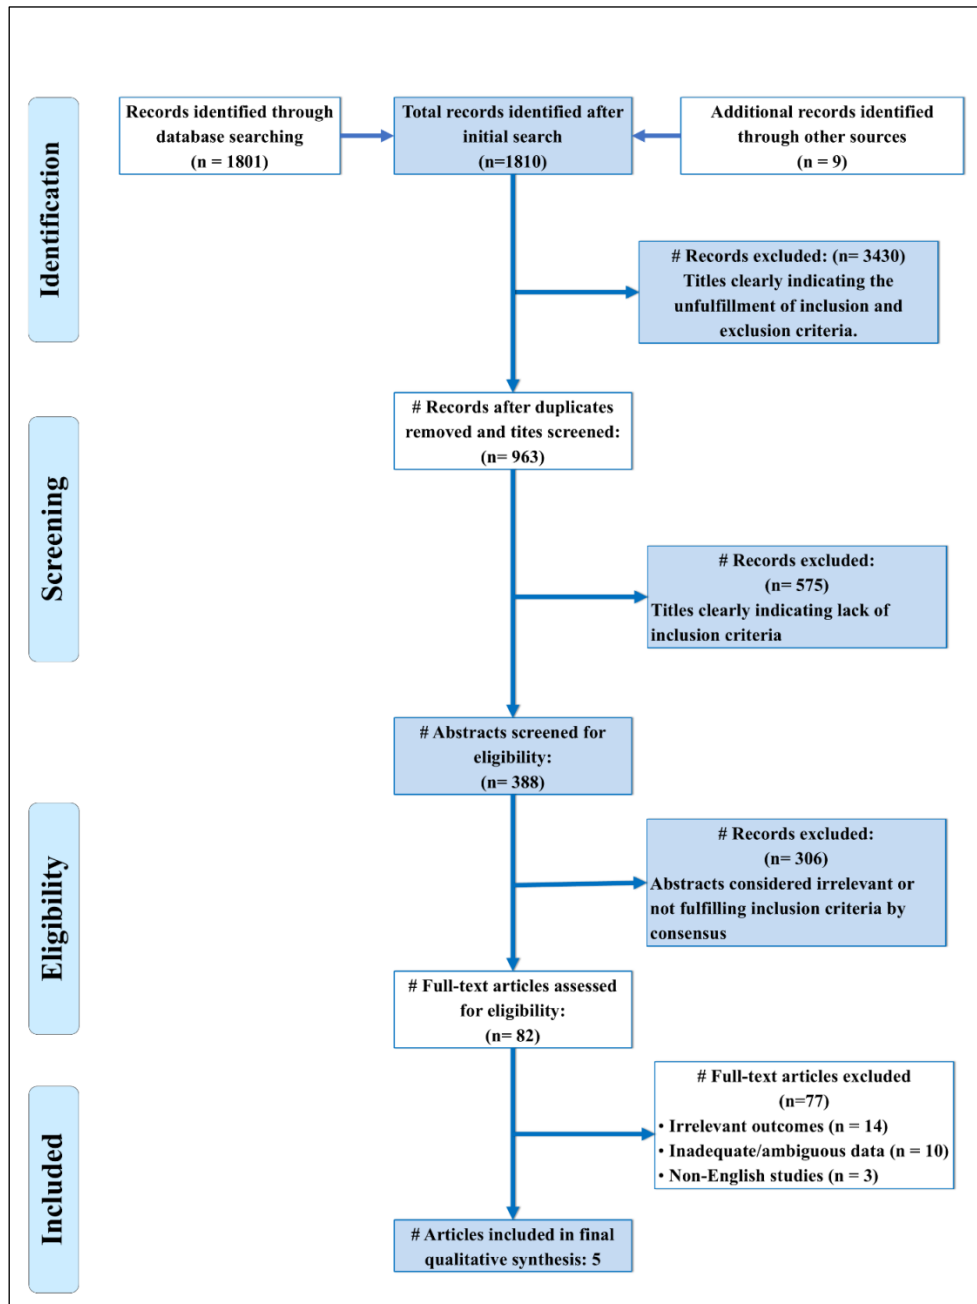 Identification
Records identified through
database searching
(n = 1801)
Total records identified after
initial search
(n=1810)
Additional records identified
through other sources
(n = 9)
# Records excluded: (n= 3430)
Titles clearly indicating the
unfulfillment of inclusion and
exclusion criteria.
Screening
# Records after duplicates
removed and tites screened:
(n= 963)
# Records excluded:
(n= 575)
Titles clearly indicating lack of
inclusion criteria
# Abstracts screened for
eligibility:
(n= 388)
Eligibility
# Records excluded:
(n= 306)
Abstracts considered irrelevant or
not fulfilling inclusion criteria by
consensus
# Full-text articles assessed
for eligibility:
(n= 82)
Included
# Full-text articles excluded
(n=77)
• Irrelevant outcomes (n = 14)
• Inadequate/ambiguous data (n = 10)
• Non-English studies (n = 3)
# Articles included in final
qualitative synthesis: 5